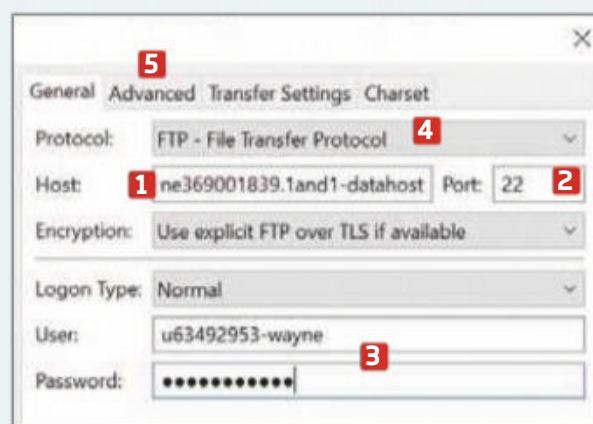 5
General Advanced Transfer Settings Charset
Protocol: FTP - File Transfer Protocol 4
Host: 1 ne369001839.1and1-datahost Port: 22 2
Encryption: Use explicit FTP over TLS if available
Logon Type: Normal
User: u63492953-wayne
3
Password: ●●●●●●●●●●●